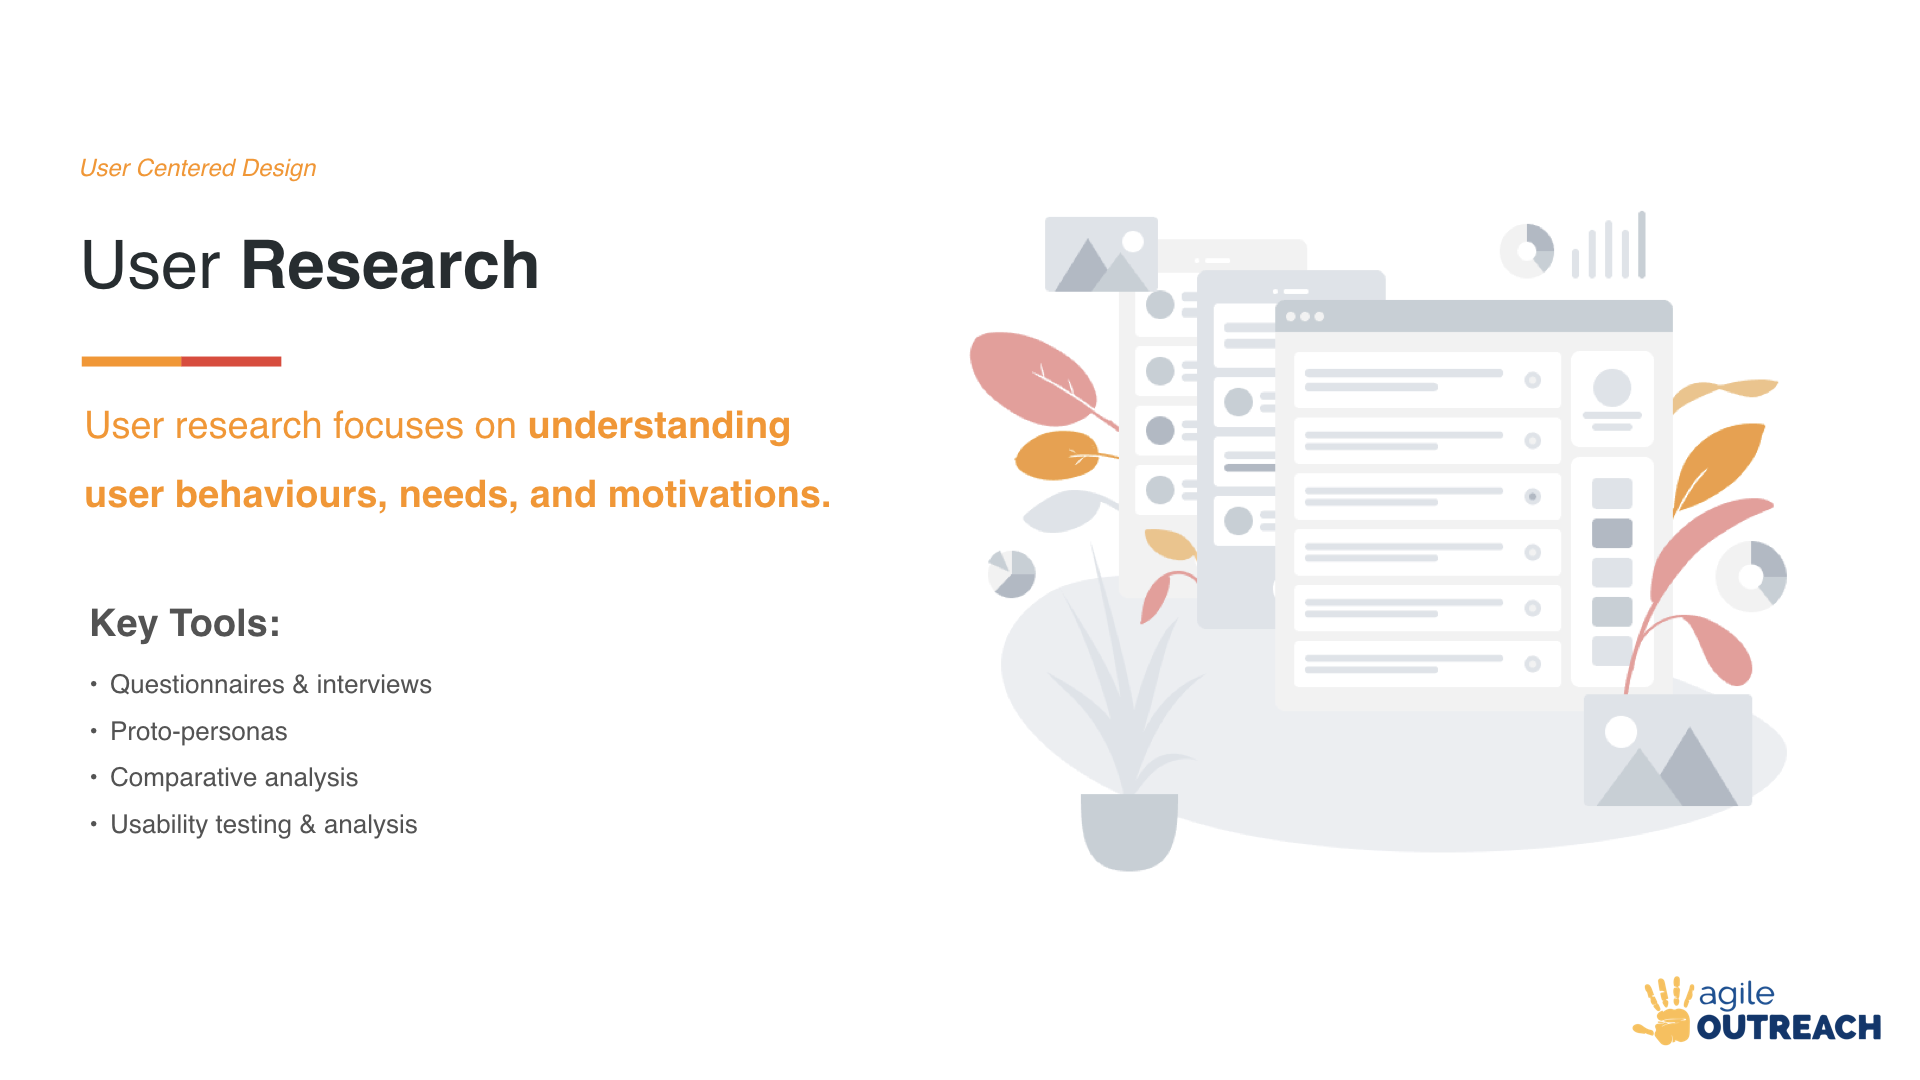 User Centered Design
User Research
User research focuses on understanding
user behaviours, needs, and motivations.
Key Tools:
• Questionnaires & interviews
• Proto-personas
• Comparative analysis
• Usability testing & analysis
agile
OUTREACH